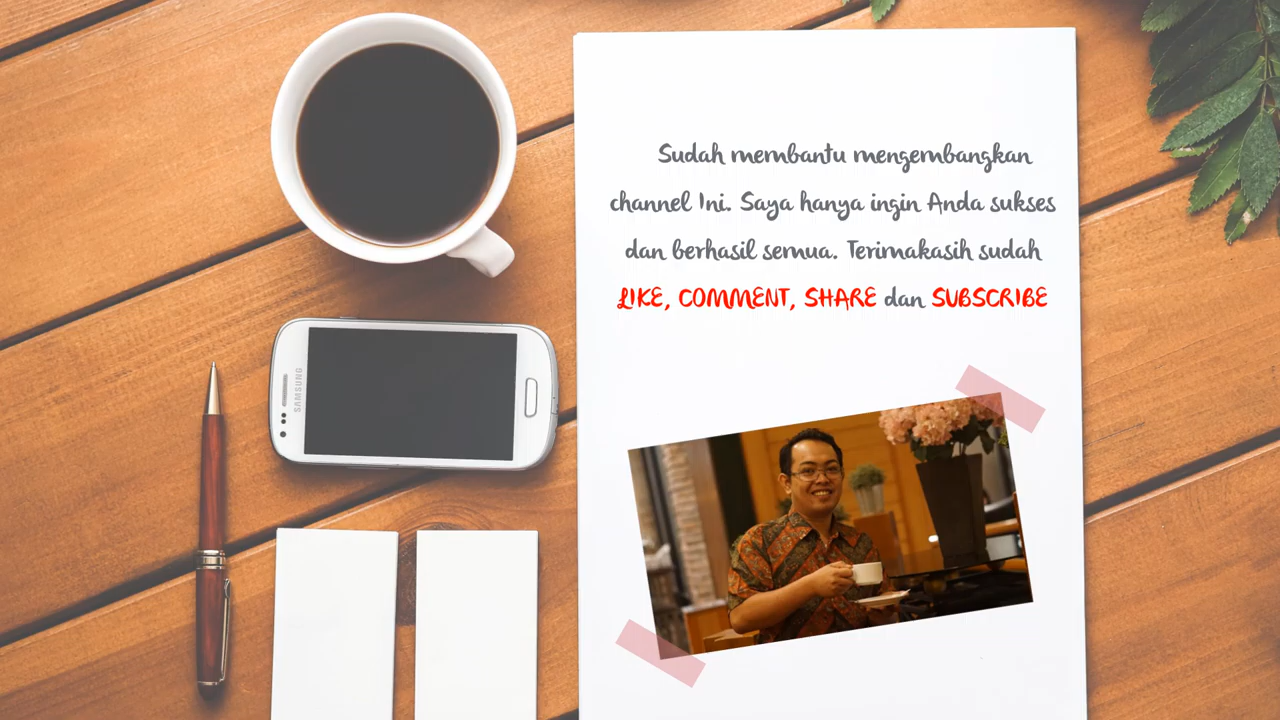 Sudah membantu mengembangkan
channel Ini. Saya hanya ingin Anda sukses
dan berhasil semua. Terimakasih sudah
LIKE, COMMENT, SHARE dan SUBSCRIBE
SAMSUNG